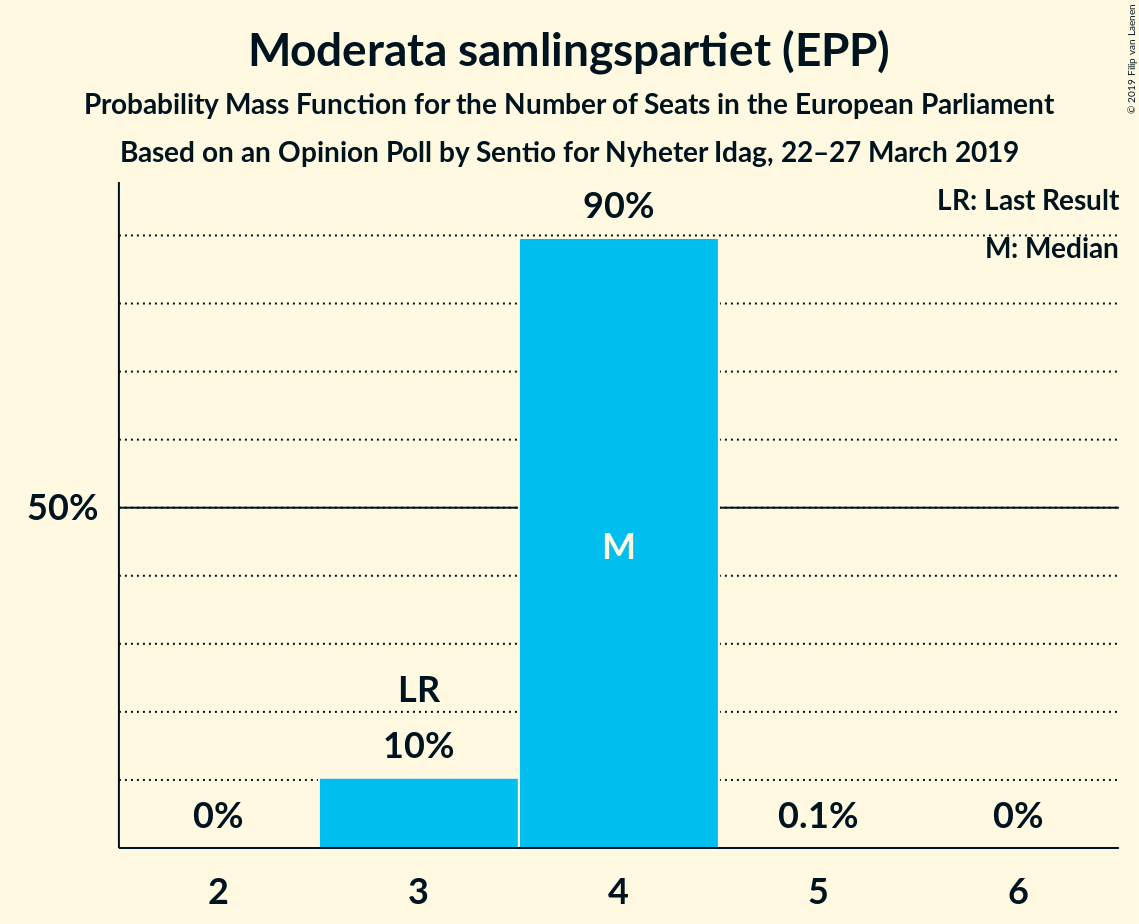 Moderata samlingspartiet (EPP)
Probability Mass Function for the Number of Seats in the European Parliament
Based on an Opinion Poll by Sentio for Nyheter Idag, 22–27 March 2019
© 2019 Filip van Laenen
LR: Last Result
M: Median
90%
50%
M
LR
10%
0%
0.1%
0%
2
3
4
5
6